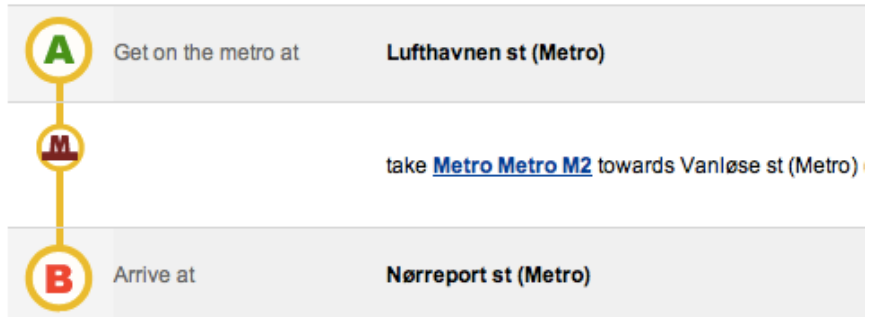 A Get on the metro at Lufthavnen st (Metro)
M take Metro Metro M2 towards Vanløse st (Metro)
B Arrive at Nørreport st (Metro)